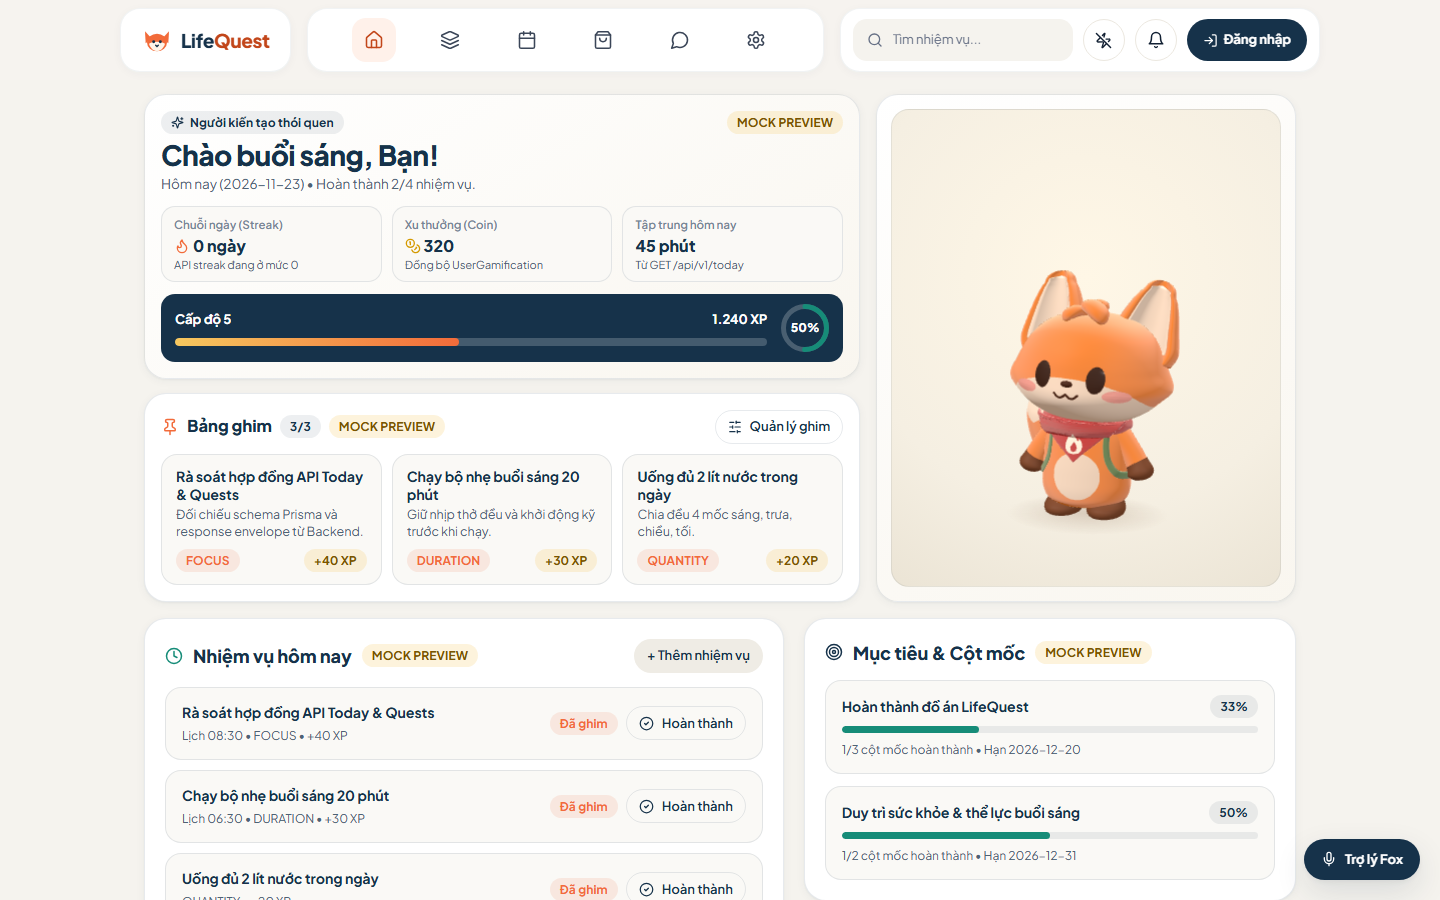 LifeQuest
Tìm nhiệm vụ...
Đăng nhập
Người kiến tạo thói quen
MOCK PREVIEW
Chào buổi sáng, Bạn!
Hôm nay (2026-11-23) • Hoàn thành 2/4 nhiệm vụ.
Chuỗi ngày (Streak)
0 ngày
API streak đang ở mức 0
Xu thưởng (Coin)
320
Đồng bộ UserGamification
Tập trung hôm nay
45 phút
Từ GET /api/v1/today
Cấp độ 5
1.240 XP
50%
Bảng ghim
3/3
MOCK PREVIEW
Quản lý ghim
Rà soát hợp đồng API Today
& Quests
Đối chiếu schema Prisma và
response envelope từ Backend.
FOCUS
+40 XP
Chạy bộ nhẹ buổi sáng 20
phút
Giữ nhịp thở đều và khởi động kỹ
trước khi chạy.
DURATION
+30 XP
Uống đủ 2 lít nước trong
ngày
Chia đều 4 mốc sáng, trưa,
chiều, tối.
QUANTITY
+20 XP
Nhiệm vụ hôm nay
MOCK PREVIEW
+ Thêm nhiệm vụ
Rà soát hợp đồng API Today & Quests
Lịch 08:30 • FOCUS • +40 XP
Đã ghim
Hoàn thành
Chạy bộ nhẹ buổi sáng 20 phút
Lịch 06:30 • DURATION • +30 XP
Đã ghim
Hoàn thành
Uống đủ 2 lít nước trong ngày
Đã ghim
Hoàn thành
Mục tiêu & Cột mốc
MOCK PREVIEW
Hoàn thành đồ án LifeQuest
33%
1/3 cột mốc hoàn thành • Hạn 2026-12-20
Duy trì sức khỏe & thể lực buổi sáng
50%
1/2 cột mốc hoàn thành • Hạn 2026-12-31
Trợ lý Fox